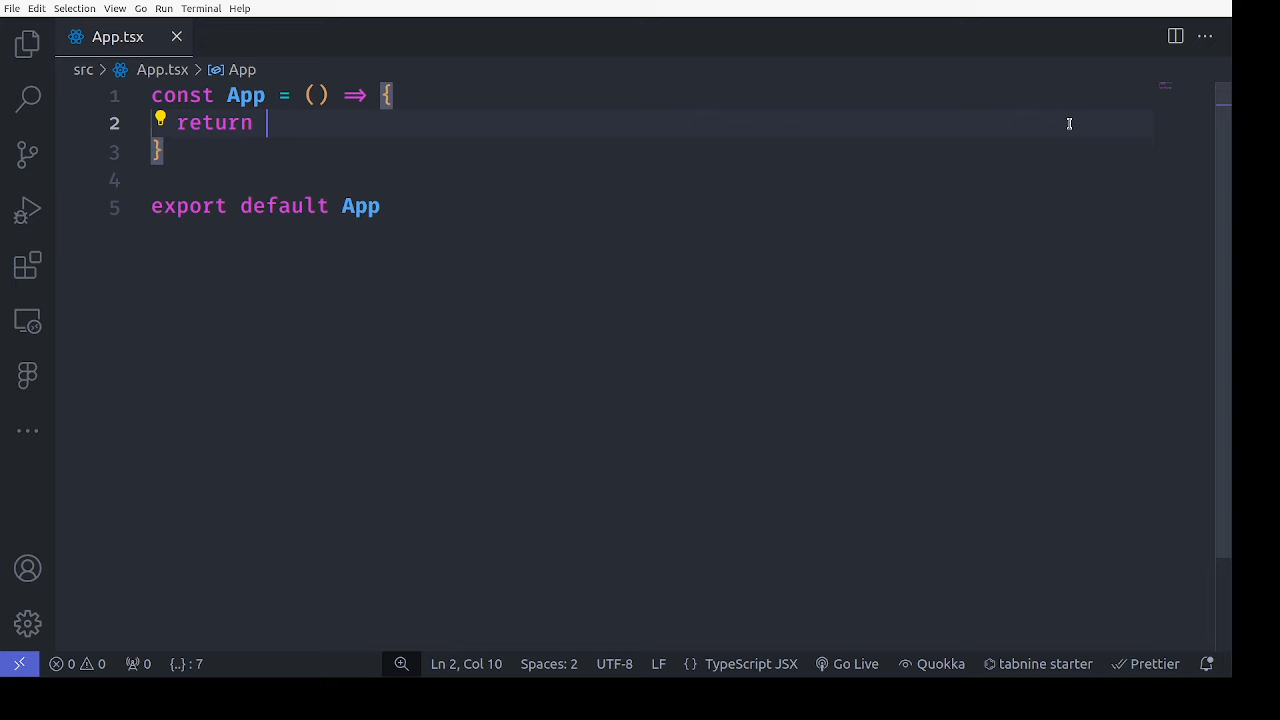 File Edit Selection View Go Run Terminal Help
App.tsx
src > App.tsx > App
1 const App = () => {
2 return
3 }
4
5 export default App
0 0 0 {..} : 7 Ln 2, Col 10 Spaces: 2 UTF-8 LF {} TypeScript JSX Go Live Quokka tabnine starter Prettier